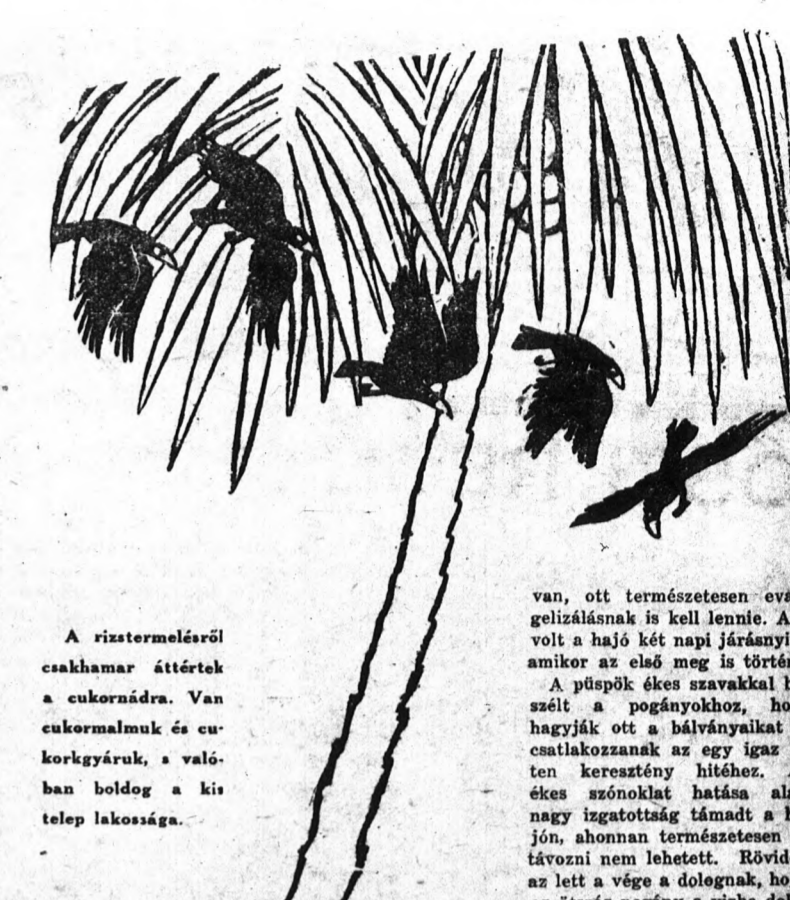 A rizstermelésről
csakhamar áttértek
a cukornádra. Van
cukormalmuk és cu-
korkgyáruk, s való-
ban boldog a kis
telep lakossága.
van, ott természetesen
gelizálásnak is kell lennie.
volt a hajó két napi járásnyi
amikor az első meg is
A püspök ékes szavakkal
szélt a pogányokhoz,
hagyják ott a bálványaikat
csatlakozzanak az egy igaz
ten keresztény hitéhez.
ékes szónoklat hatása
nagy izgatottság támadt a
jón, ahonnan természetesen
távozni nem lehetett.
az lett a vége a dolognak,